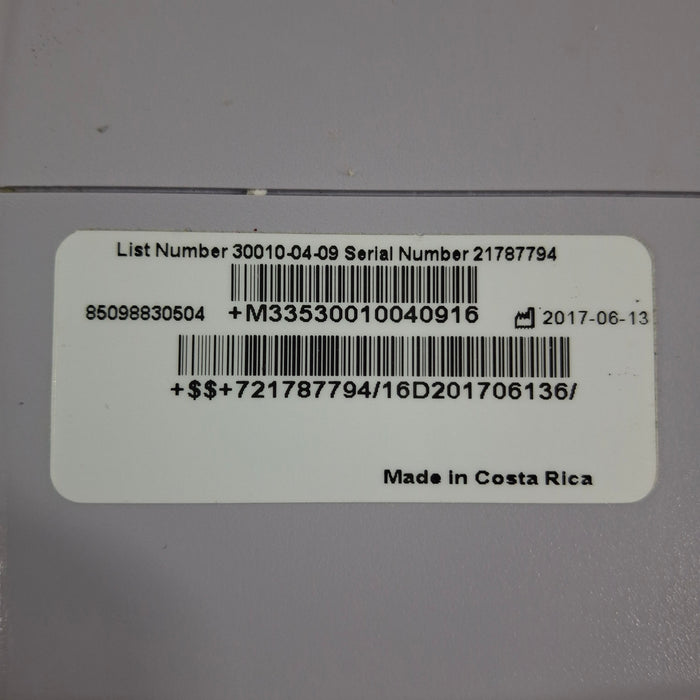 List Number 30010-04-09 Serial Number 21787794
85098830504 +M33530010040916 2017-06-13
+$$+721787794/16D201706136/
Made in Costa Rica